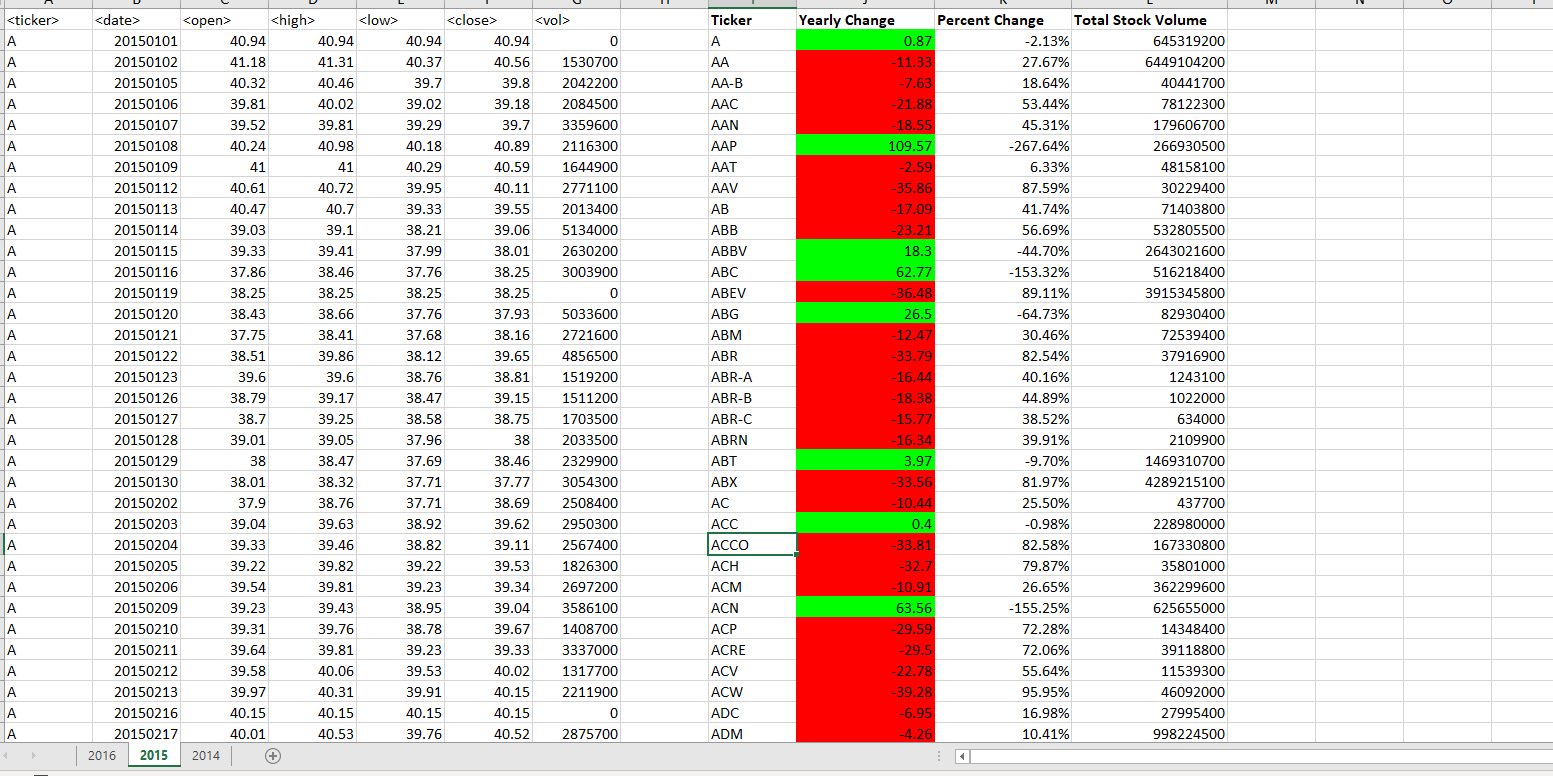 <ticker> <date> <open> <high> <low> <close> <vol> Ticker Yearly Change Percent Change Total Stock Volume
A 20150101 40.94 40.94 40.94 40.94 0 A 0.87 -2.13% 645319200
A 20150102 41.18 41.31 40.37 40.56 1530700 AA -11.33 27.67% 6449104200
A 20150105 40.32 40.46 39.7 39.8 2042200 AA-B -7.63 18.64% 40441700
A 20150106 39.81 40.02 39.02 39.18 2084500 AAC -21.88 53.44% 78122300
A 20150107 39.52 39.81 39.29 39.7 3359600 AAN -18.55 45.31% 179606700
A 20150108 40.24 40.98 40.18 40.89 2116300 AAP 109.57 -267.64% 266930500
A 20150109 41 41 40.29 40.59 1644900 AAT -2.59 6.33% 48158100
A 20150112 40.61 40.72 39.95 40.11 2771100 AAV -35.86 87.59% 30229400
A 20150113 40.47 40.7 39.33 39.55 2013400 AB -17.09 41.74% 71403800
A 20150114 39.03 39.1 38.21 39.06 5134000 ABB -23.21 56.69% 532805500
A 20150115 39.33 39.41 37.99 38.01 2630200 ABBV 18.3 -44.70% 2643021600
A 20150116 37.86 38.46 37.76 38.25 3003900 ABC 62.77 -153.32% 516218400
A 20150119 38.25 38.25 38.25 38.25 0 ABEV -36.48 89.11% 3915345800
A 20150120 38.43 38.66 37.76 37.93 5033600 ABG 26.5 -64.73% 82930400
A 20150121 37.75 38.41 37.68 38.16 2721600 ABM -12.47 30.46% 72539400
A 20150122 38.51 39.86 38.12 39.65 4856500 ABR -33.79 82.54% 37916900
A 20150123 39.6 39.6 38.76 38.81 1519200 ABR-A -16.44 40.16% 1243100
A 20150126 38.79 39.17 38.47 39.15 1511200 ABR-B -18.38 44.89% 1022000
A 20150127 38.7 39.25 38.58 38.75 1703500 ABR-C -15.77 38.52% 634000
A 20150128 39.01 39.05 37.96 38 2033500 ABRN -16.34 39.91% 2109900
A 20150129 38 38.47 37.69 38.46 2329900 ABT 3.97 -9.70% 1469310700
A 20150130 38.01 38.32 37.71 37.77 3054300 ABX -33.56 81.97% 4289215100
A 20150202 37.9 38.76 37.71 38.69 2508400 AC -10.44 25.50% 437700
A 20150203 39.04 39.63 38.92 39.62 2950300 ACC 0.4 -0.98% 228980000
A 20150204 39.33 39.46 38.82 39.11 2567400 ACCO -33.81 82.58% 167330800
A 20150205 39.22 39.82 39.22 39.53 1826300 ACH -32.7 79.87% 35801000
A 20150206 39.54 39.81 39.23 39.34 2697200 ACM -10.91 26.65% 362299600
A 20150209 39.23 39.43 38.95 39.04 3586100 ACN 63.56 -155.25% 625655000
A 20150210 39.31 39.76 38.78 39.67 1408700 ACP -29.59 72.28% 14348400
A 20150211 39.64 39.81 39.23 39.33 3337000 ACRE -29.5 72.06% 39118800
A 20150212 39.58 40.06 39.53 40.02 1317700 ACV -22.78 55.64% 11539300
A 20150213 39.97 40.31 39.91 40.15 2211900 ACW -39.28 95.95% 46092000
A 20150216 40.15 40.15 40.15 40.15 0 ADC -6.95 16.98% 27995400
A 20150217 40.01 40.53 39.76 40.52 2875700 ADM -4.26 10.41% 998224500
2016 2015 2014